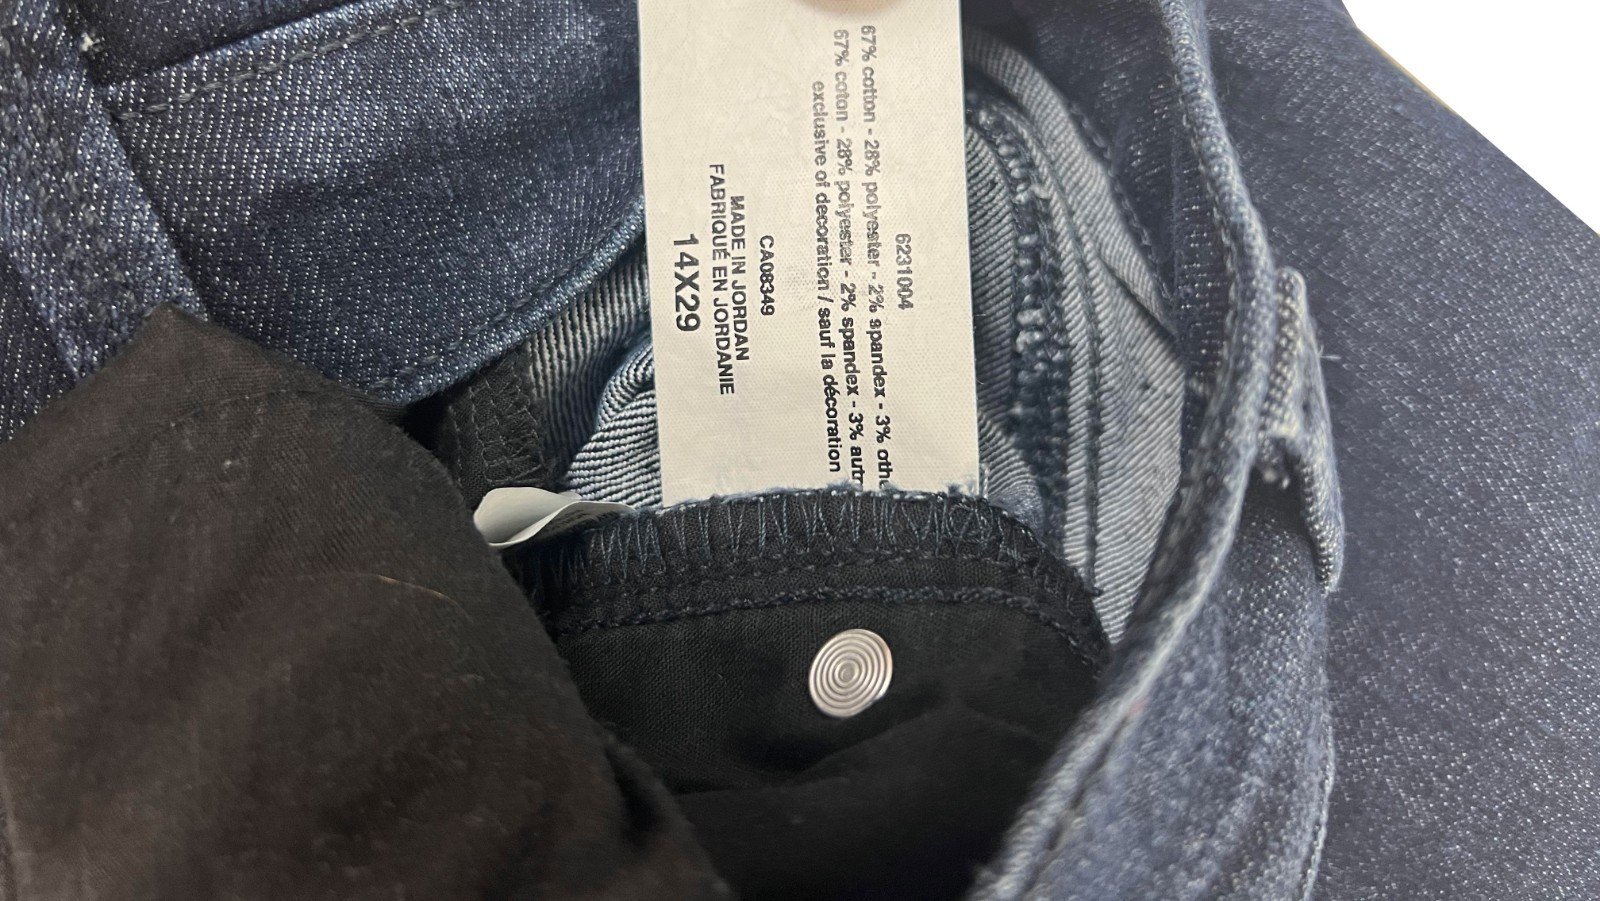 6231004
67% cotton - 28% polyester - 2% spandex - 3% oth
67% coton - 28% polyester - 2% spandex - 3% autr
exclusive of decoration / sauf la décoration
CA08349
MADE IN JORDAN
FABRIQUÉ EN JORDANIE
14X29